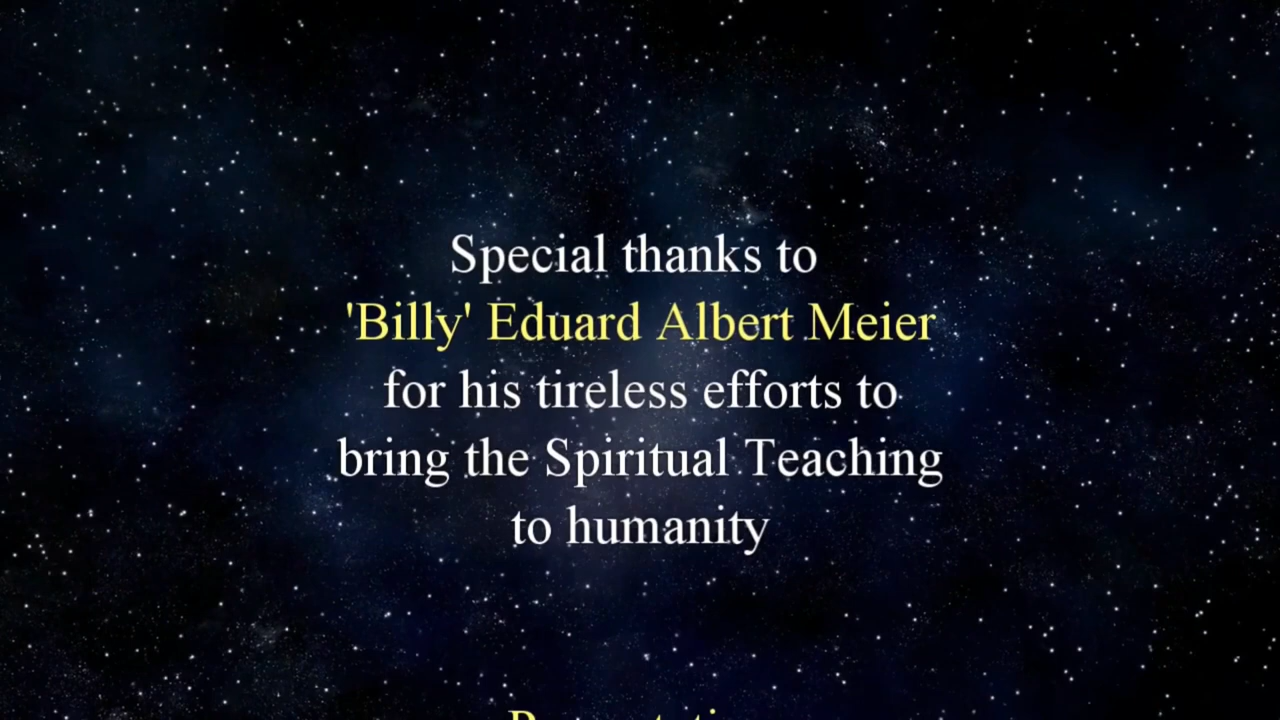 Special thanks to
'Billy' Eduard Albert Meier
for his tireless efforts to
bring the Spiritual Teaching
to humanity